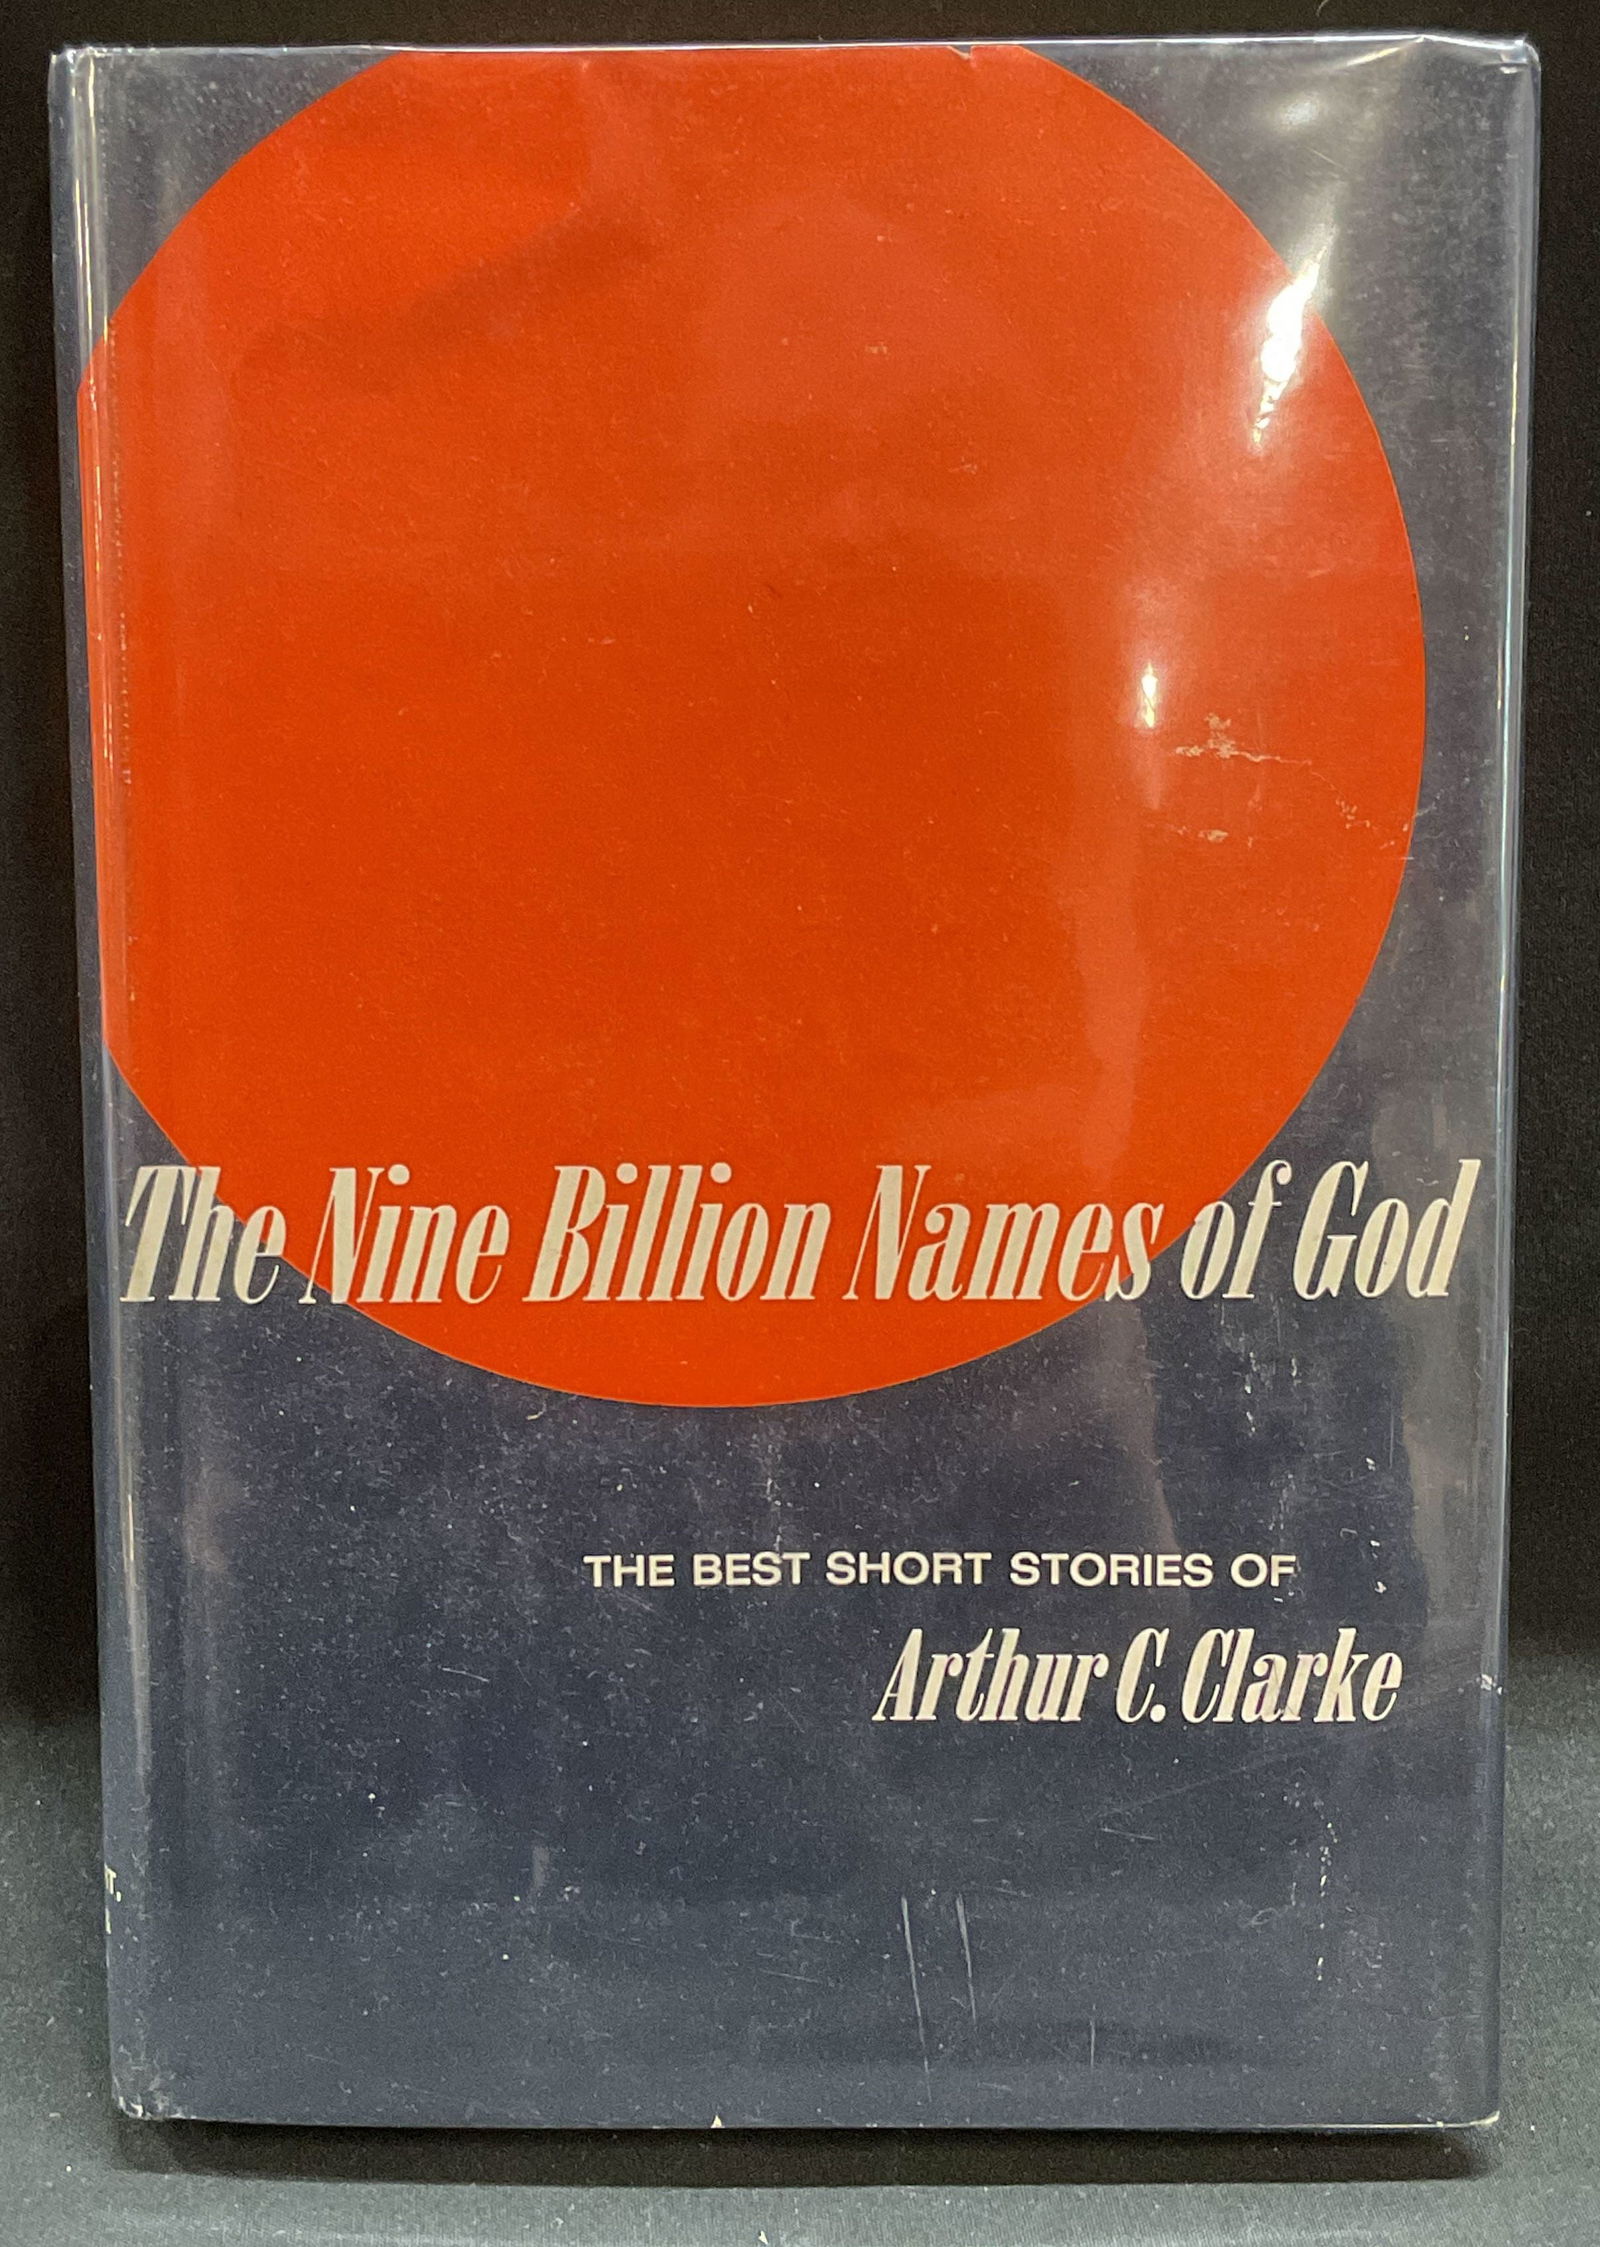 The Nine Billion Names of God
THE BEST SHORT STORIES OF
Arthur C. Clarke